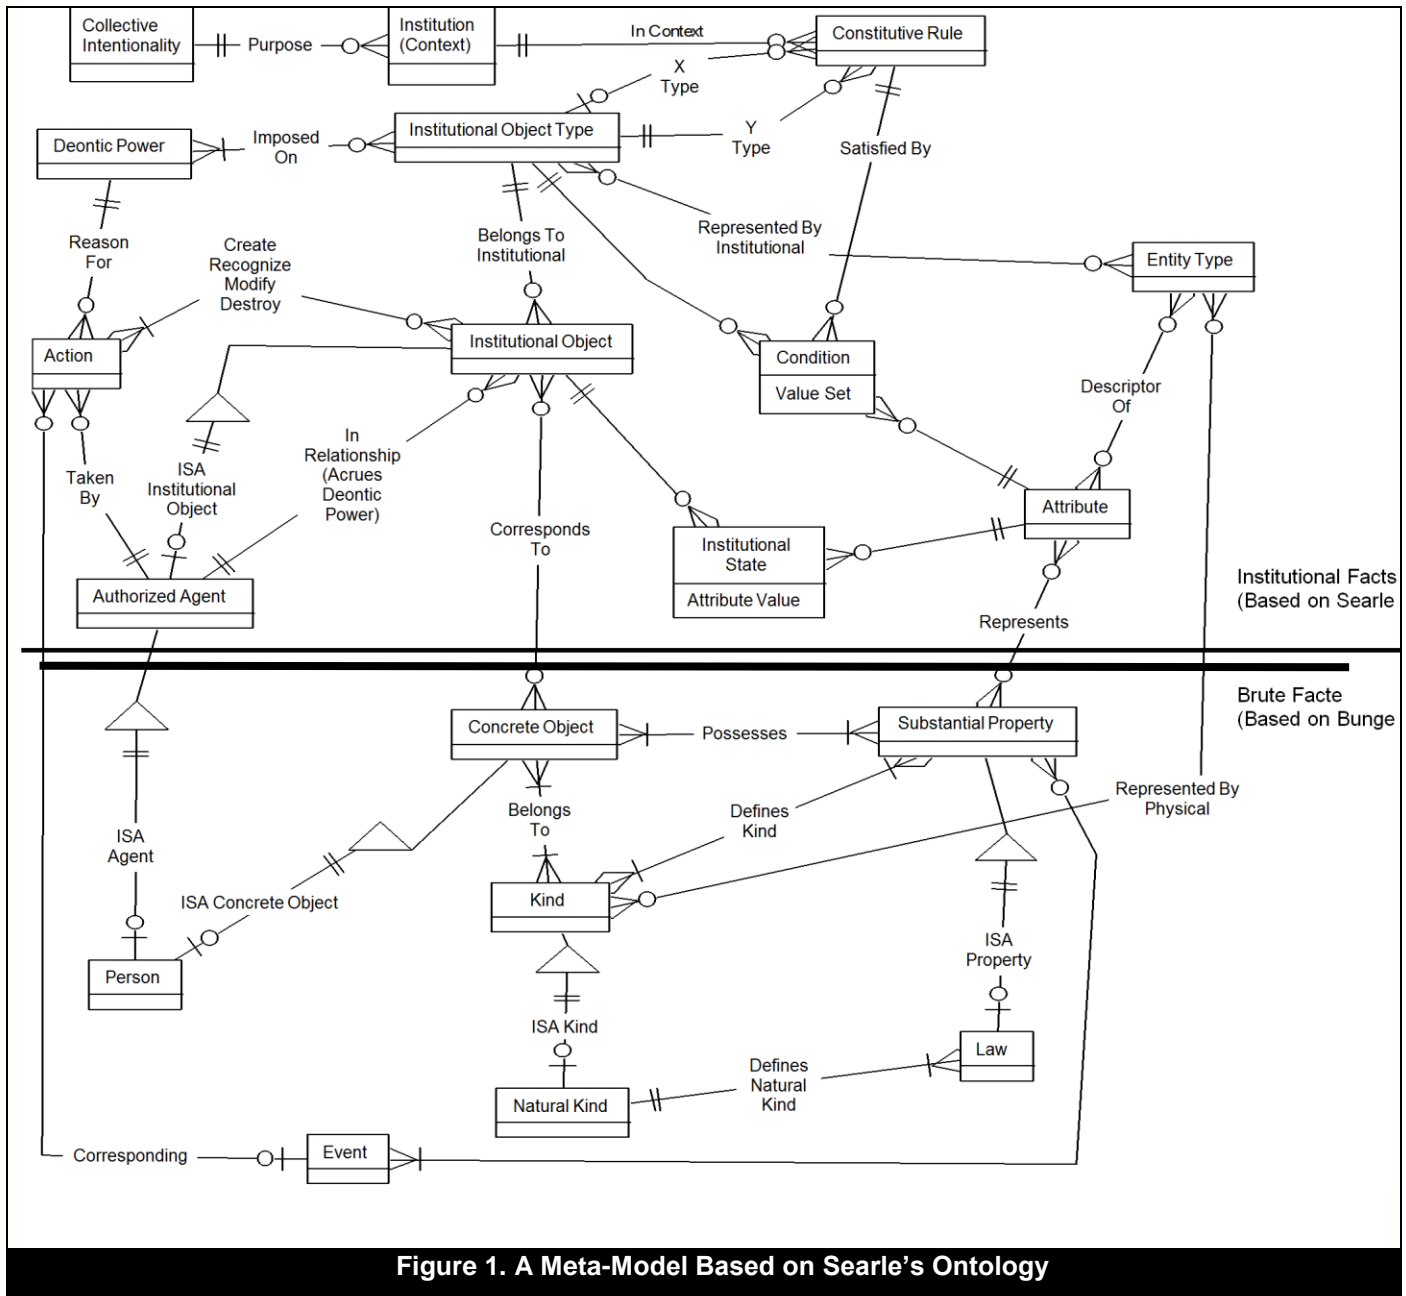 Collective
Intentionality
Purpose
Institution
(Context)
In Context
Constitutive Rule
X
Type
Y
Type
Satisfied By
Deontic Power
Imposed
On
Institutional Object Type
Represented By
Institutional
Entity Type
Reason
For
Create
Recognize
Modify
Destroy
Belongs To
Institutional
Action
Institutional Object
Condition
Value Set
Descriptor
Of
Taken
By
ISA
Institutional
Object
In
Relationship
(Acrues
Deontic
Power)
Corresponds
To
Attribute
Institutional
State
Attribute Value
Authorized Agent
Represents
Institutional Facts
(Based on Searle
Brute Facte
(Based on Bunge
Concrete Object
Possesses
Substantial Property
Represented By
Physical
Belongs
To
Defines
Kind
ISA
Agent
ISA Concrete Object
Kind
ISA
Property
Person
ISA Kind
Law
Defines
Natural
Kind
Natural Kind
Corresponding
Event
Figure 1. A Meta-Model Based on Searle’s Ontology